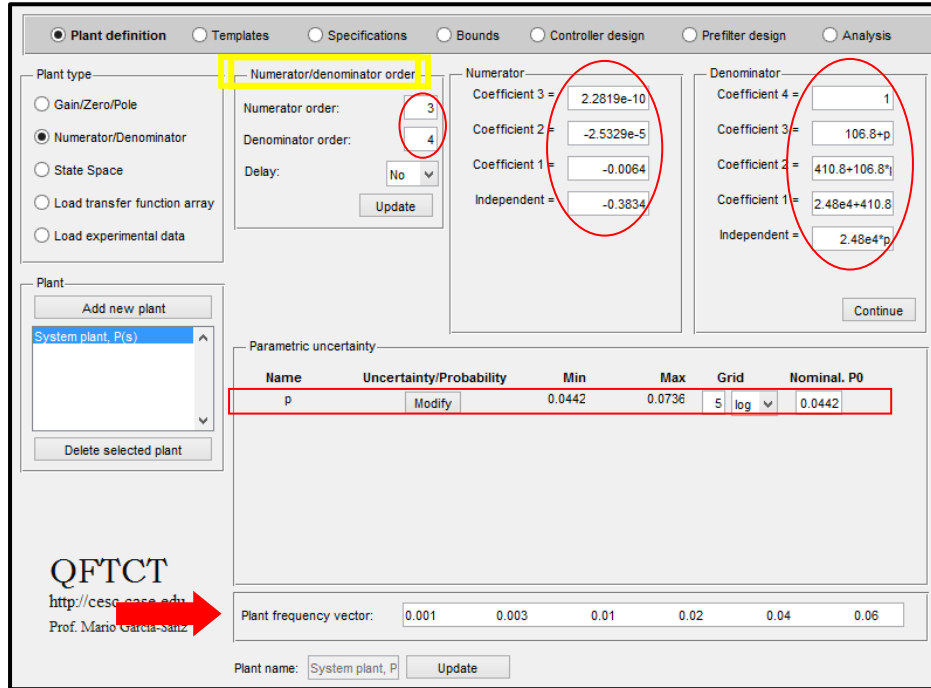 Plant definition Templates Specifications Bounds Controller design Prefilter design Analysis
Plant type
Gain/Zero/Pole
Numerator/Denominator
State Space
Load transfer function array
Load experimental data
Numerator/denominator order
Numerator order: 3
Denominator order: 4
Delay: No
Update
Numerator
Coefficient 3 = 2.2819e-10
Coefficient 2 = -2.5329e-5
Coefficient 1 = -0.0064
Independent = -0.3834
Denominator
Coefficient 4 = 1
Coefficient 3 = 106.8+p
Coefficient 2 = 410.8+106.8*
Coefficient 1 = 2.48e4+410.8
Independent = 2.48e4*p
Continue
Plant
Add new plant
System plant, P(s)
Delete selected plant
Parametric uncertainty
Name Uncertainty/Probability Min Max Grid Nominal. P0
p Modify 0.0442 0.0736 5 log 0.0442
QFTCT
http://cesc.case.edu
Prof. Mario Garcia-Sanz
Plant frequency vector: 0.001 0.003 0.01 0.02 0.04 0.06
Plant name: System plant, P Update